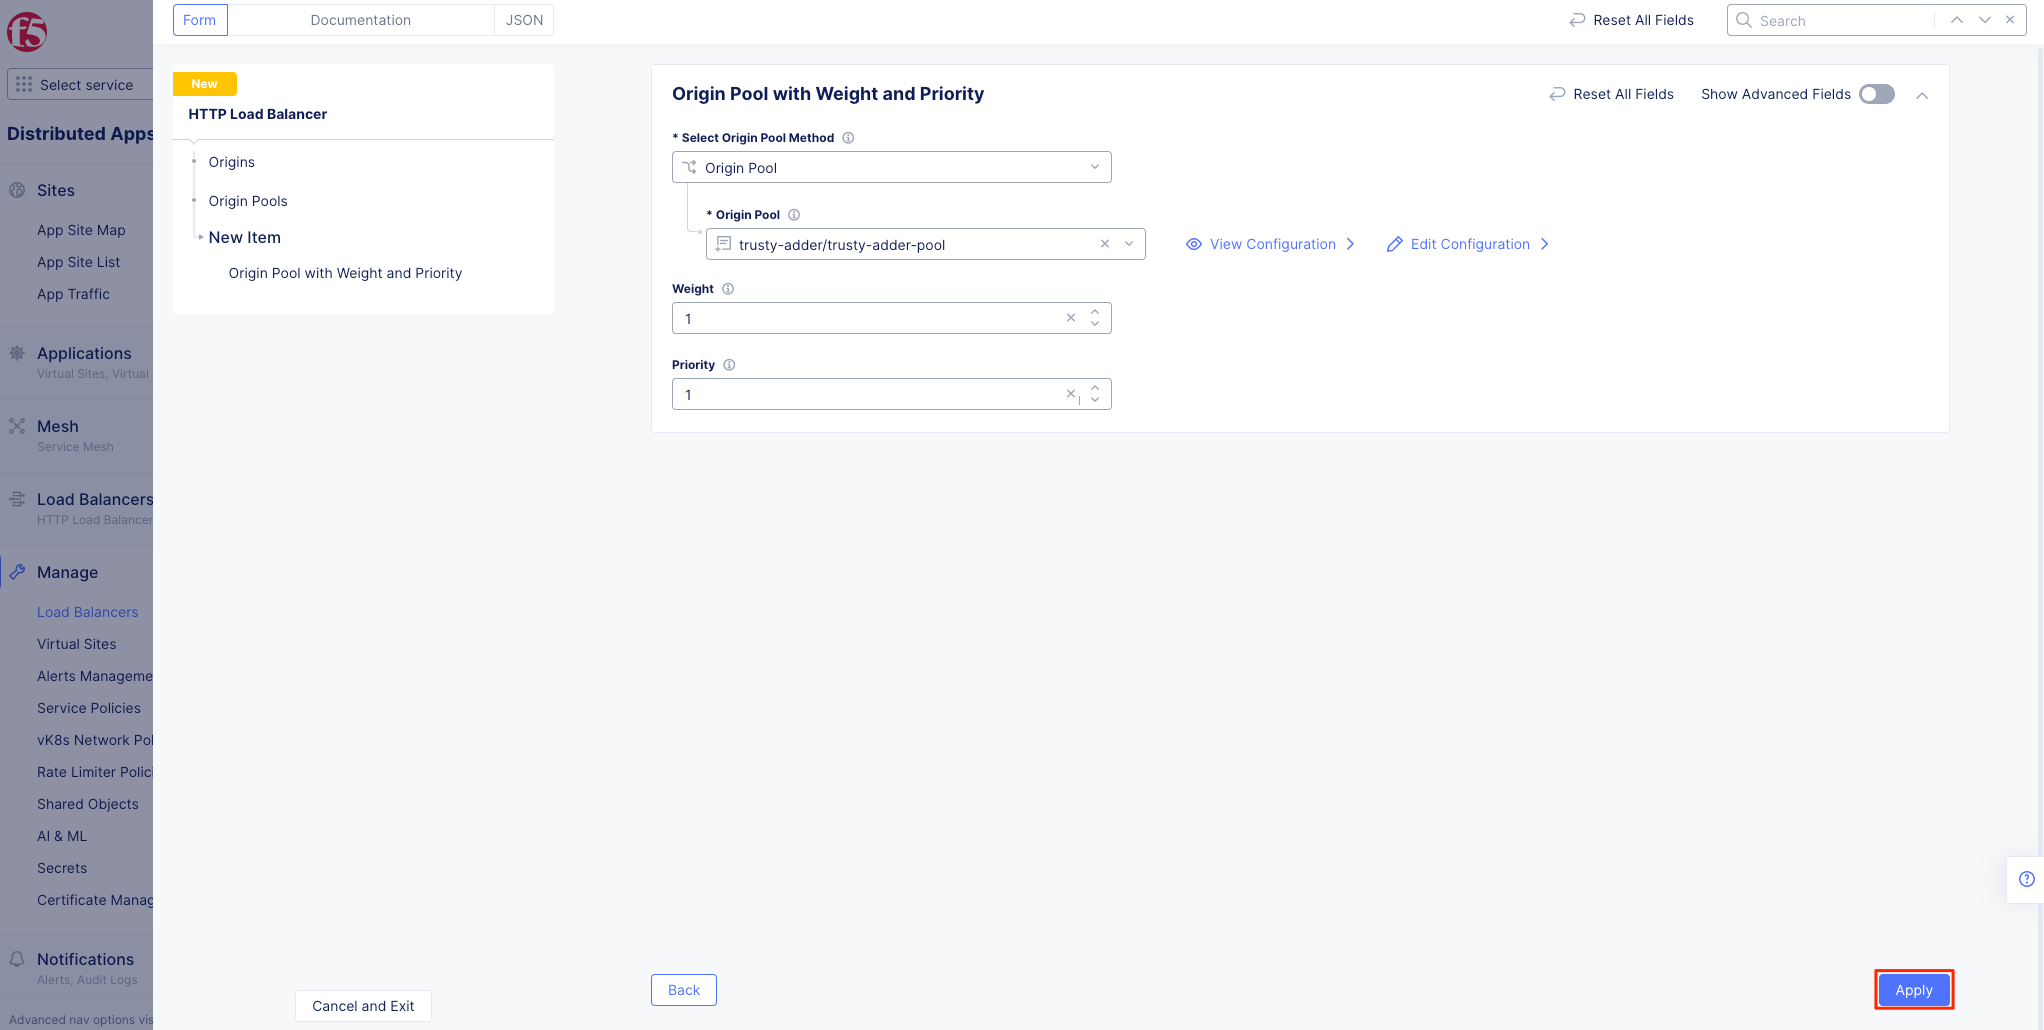 Form
Documentation
JSON
Reset All Fields
Search
f5
Select service
Distributed Apps
Sites
App Site Map
App Site List
App Traffic
Applications
Virtual Sites, Virtual
Mesh
Service Mesh
Load Balancers
HTTP Load Balancer
Manage
Load Balancers
Virtual Sites
Alerts Manageme
Service Policies
vK8s Network Pol
Rate Limiter Polici
Shared Objects
AI & ML
Secrets
Certificate Manag
Notifications
Alerts, Audit Logs
Advanced nav options vis
New
HTTP Load Balancer
Origins
Origin Pools
New Item
Origin Pool with Weight and Priority
Cancel and Exit
Origin Pool with Weight and Priority
Reset All Fields
Show Advanced Fields
* Select Origin Pool Method
Origin Pool
* Origin Pool
trusty-adder/trusty-adder-pool
View Configuration
Edit Configuration
Weight
1
Priority
1
Back
Apply